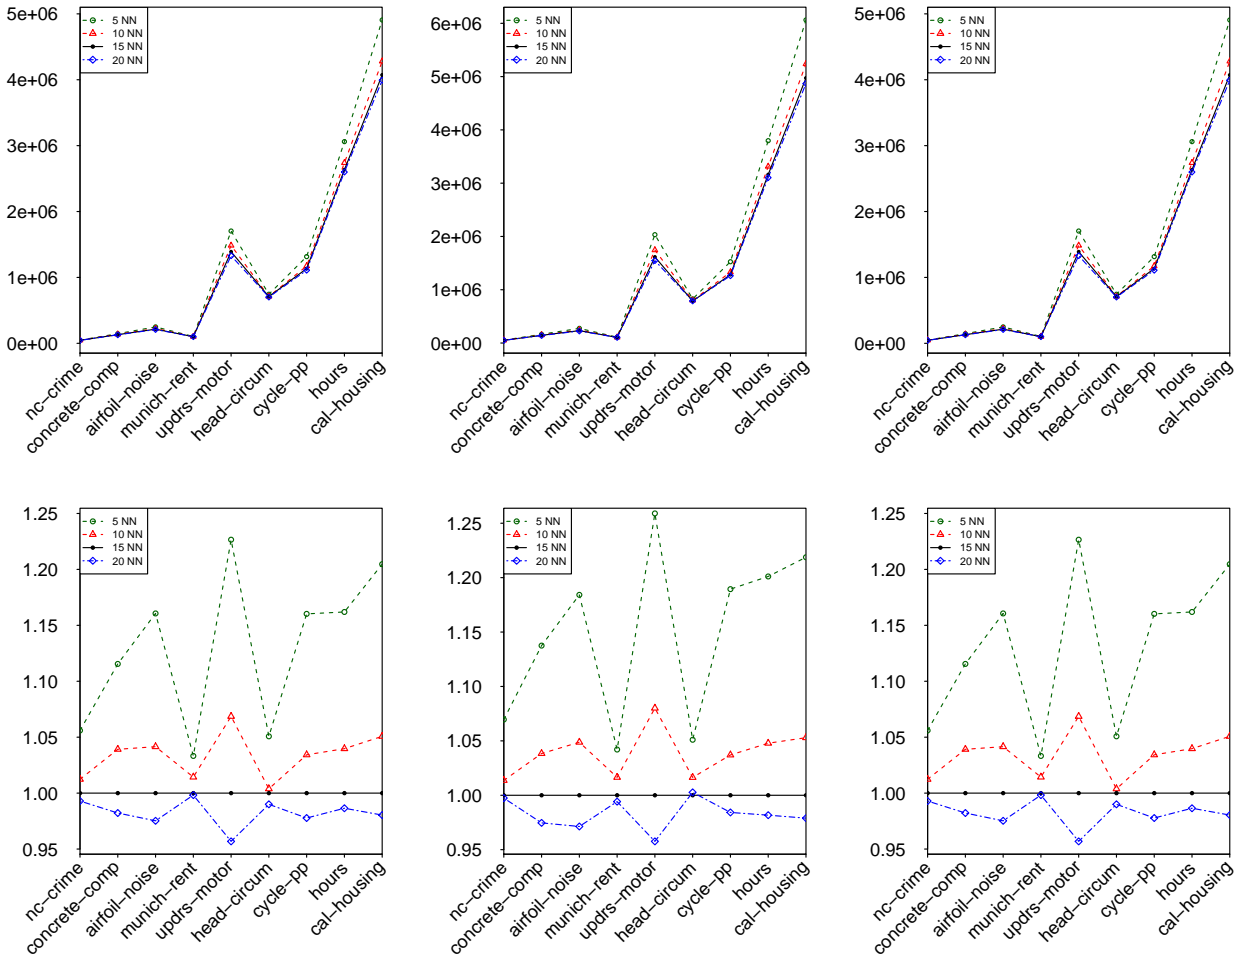 5e+06
4e+06
3e+06
2e+06
1e+06
0e+00
5 NN
10 NN
15 NN
20 NN
nc−crime
concrete−comp
airfoil−noise
munich−rent
updrs−motor
head−circum
cycle−pp
hours
cal−housing
6e+06
5e+06
4e+06
3e+06
2e+06
1e+06
0e+00
5 NN
10 NN
15 NN
20 NN
nc−crime
concrete−comp
airfoil−noise
munich−rent
updrs−motor
head−circum
cycle−pp
hours
cal−housing
5e+06
4e+06
3e+06
2e+06
1e+06
0e+00
5 NN
10 NN
15 NN
20 NN
nc−crime
concrete−comp
airfoil−noise
munich−rent
updrs−motor
head−circum
cycle−pp
hours
cal−housing
1.25
1.20
1.15
1.10
1.05
1.00
0.95
5 NN
10 NN
15 NN
20 NN
nc−crime
concrete−comp
airfoil−noise
munich−rent
updrs−motor
head−circum
cycle−pp
hours
cal−housing
1.25
1.20
1.15
1.10
1.05
1.00
0.95
5 NN
10 NN
15 NN
20 NN
nc−crime
concrete−comp
airfoil−noise
munich−rent
updrs−motor
head−circum
cycle−pp
hours
cal−housing
1.25
1.20
1.15
1.10
1.05
1.00
0.95
5 NN
10 NN
15 NN
20 NN
nc−crime
concrete−comp
airfoil−noise
munich−rent
updrs−motor
head−circum
cycle−pp
hours
cal−housing